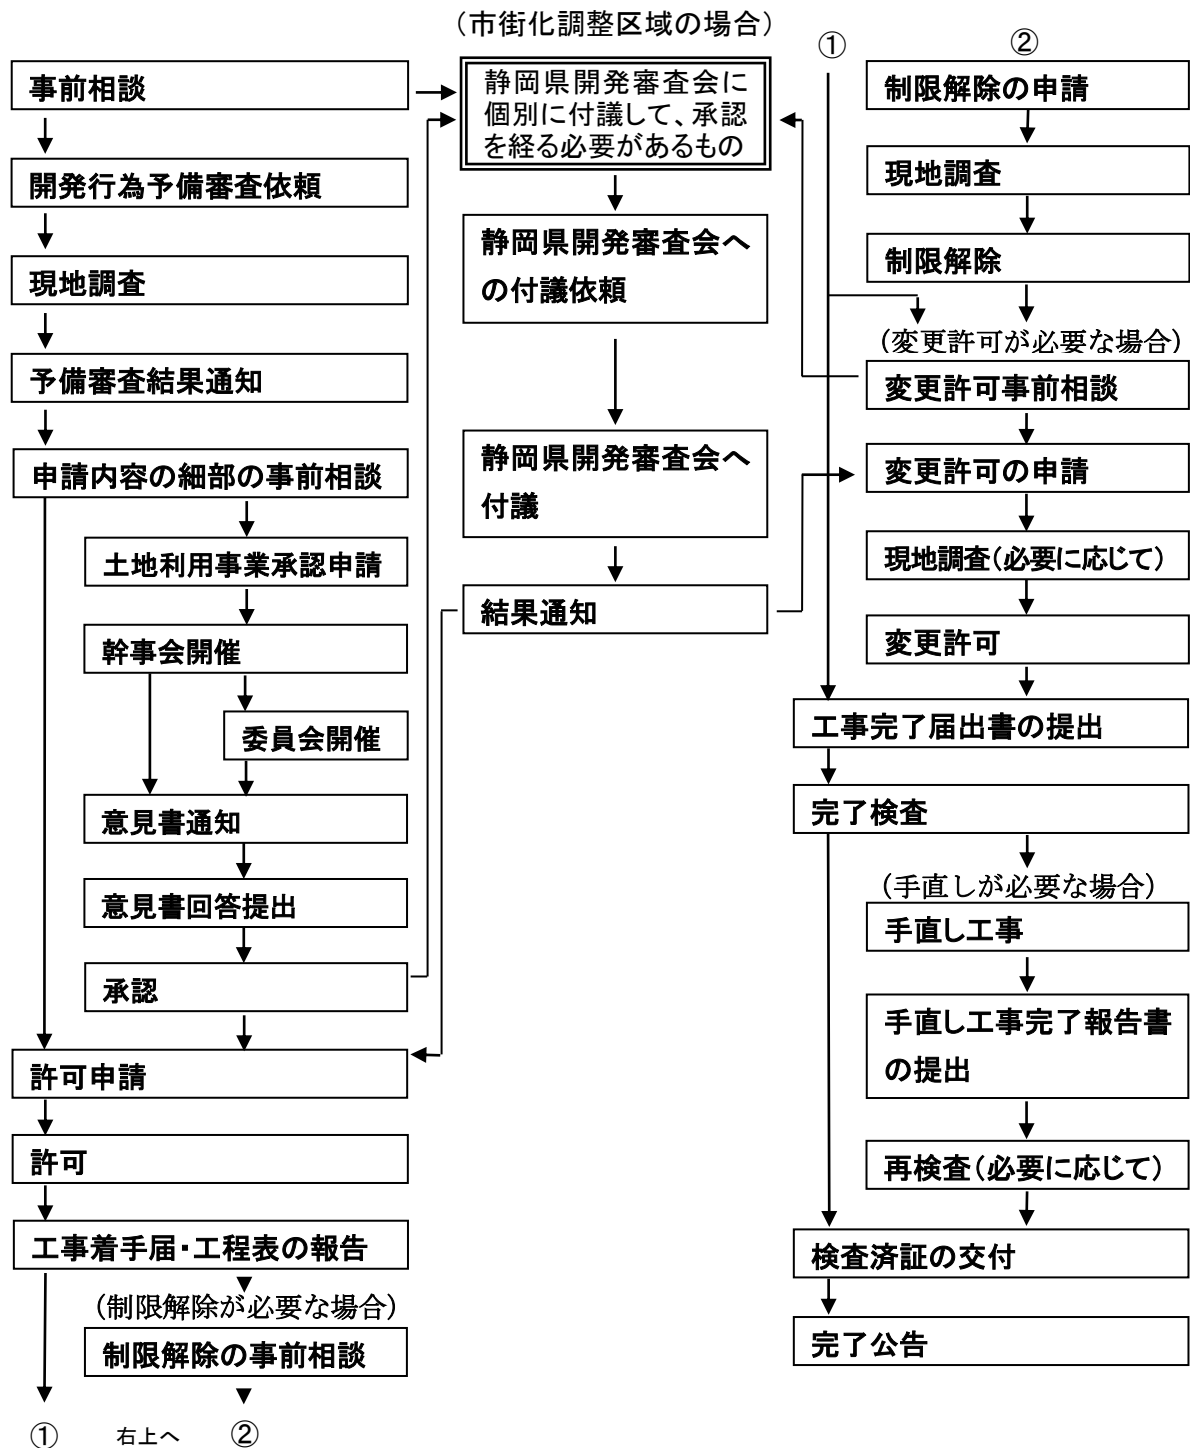 事前相談
開発行為予備審査依頼
現地調査
予備審査結果通知
申請内容の細部の事前相談
土地利用事業承認申請
幹事会開催
委員会開催
意見書通知
意見書回答提出
承認
許可申請
許可
工事着手届・工程表の報告
(制限解除が必要な場合)
制限解除の事前相談
① 右上へ ②
(市街化調整区域の場合)
静岡県開発審査会に
個別に付議して、承認
を経る必要があるもの
静岡県開発審査会へ
の付議依頼
静岡県開発審査会へ
付議
結果通知
① ②
制限解除の申請
現地調査
制限解除
(変更許可が必要な場合)
変更許可事前相談
変更許可の申請
現地調査(必要に応じて)
変更許可
工事完了届出書の提出
完了検査
(手直しが必要な場合)
手直し工事
手直し工事完了報告書
の提出
再検査(必要に応じて)
検査済証の交付
完了公告